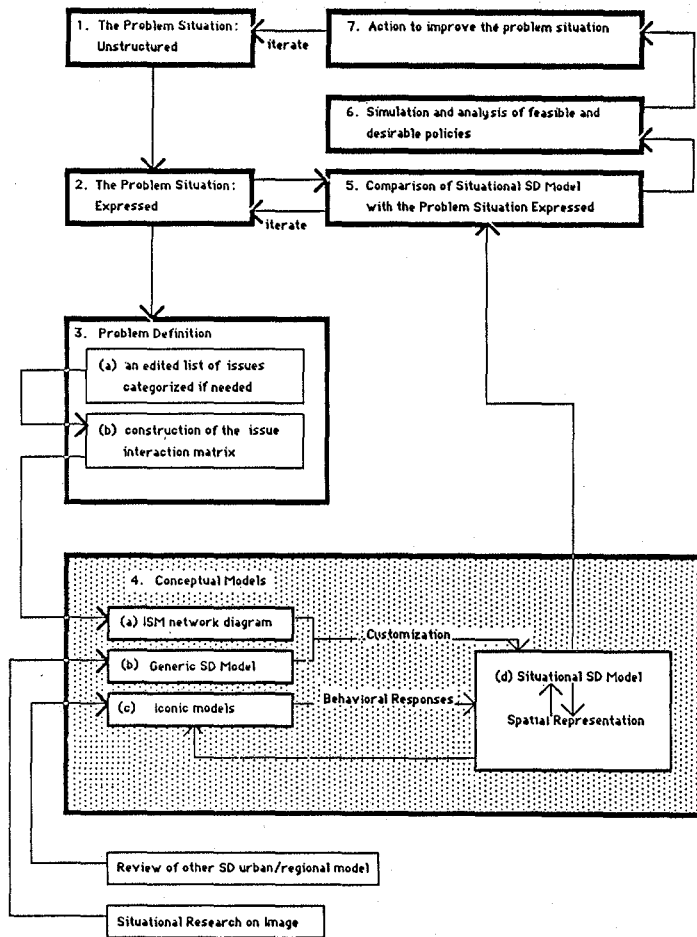 1. The Problem Situation:
Unstructured
7. Action to improve the problem situation
iterate
6. Simulation and analysis of feasible and
desirable policies
2. The Problem Situation:
Expressed
5. Comparison of Situational SD Model
with the Problem Situation Expressed
iterate
3. Problem Definition
(a) an edited list of issues
categorized if needed
(b) construction of the issue
interaction matrix
4. Conceptual Models
(a) ISM network diagram
Customization
(b) Generic SD Model
(d) Situational SD Model
(c) Iconic models
Behavioral Responses
Spatial Representation
Review of other SD urban/regional model
Situational Research on Image